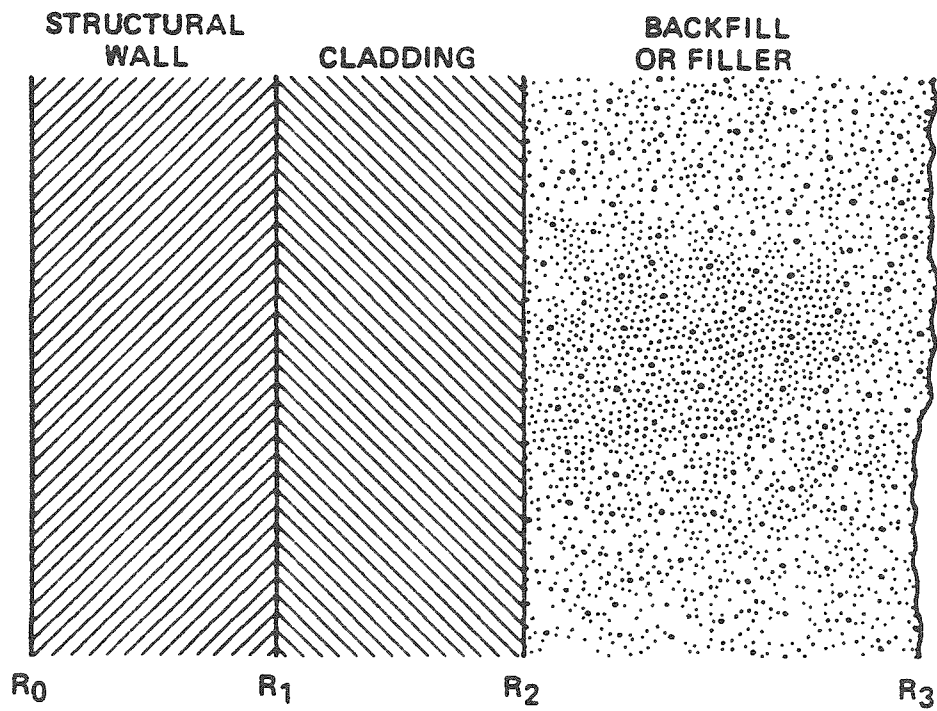 STRUCTURAL
WALL
CLADDING
BACKFILL
OR FILLER
R0
R1
R2
R3